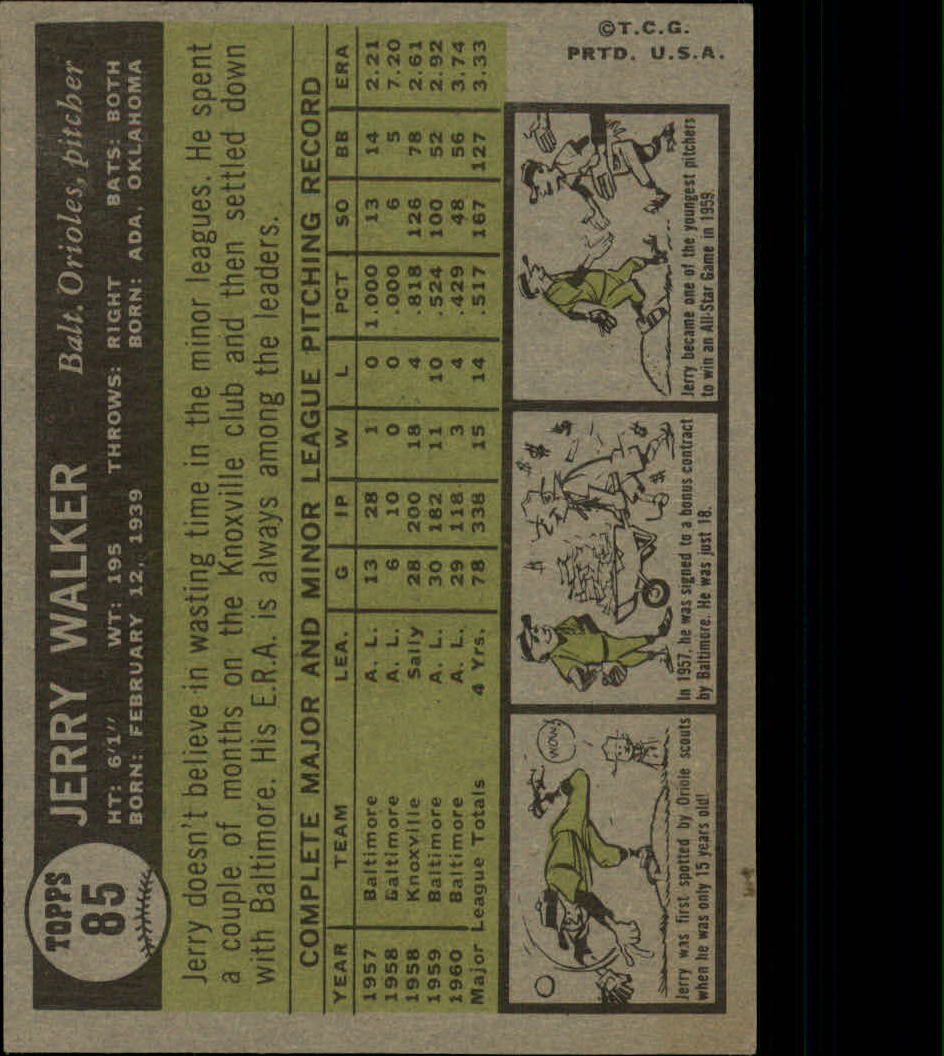 TOPPS
85
JERRY WALKER Balt. Orioles, pitcher
HT: 6'1" WT: 195 THROWS: RIGHT BATS: BOTH
BORN: FEBRUARY 12, 1939 BORN: ADA, OKLAHOMA
Jerry doesn't believe in wasting time in the minor leagues. He spent
a couple of months on the Knoxville club and then settled down
with Baltimore. His E.R.A. is always among the leaders.
COMPLETE MAJOR AND MINOR LEAGUE PITCHING RECORD
YEAR TEAM LEA. G IP W L PCT SO BB ERA
1957 Baltimore A. L. 13 28 1 0 1.000 13 14 2.21
1958 Baltimore A. L. 6 10 0 0 .000 6 5 7.20
1958 Knoxville Sally 28 200 18 4 .818 126 78 2.61
1959 Baltimore A. L. 30 182 11 10 .524 100 52 2.92
1960 Baltimore A. L. 29 118 3 4 .429 48 56 3.74
Major League Totals 4 Yrs. 78 338 15 14 .517 167 127 3.33
WOW!
Jerry was first spotted by Oriole scouts
when he was only 15 years old!
$ $ $ $ $ $
In 1957, he was signed to a bonus contract
by Baltimore. He was just 18.
Jerry became one of the youngest pitchers
to win an All-Star Game in 1959.
©T.C.G.
PRTD. U.S.A.